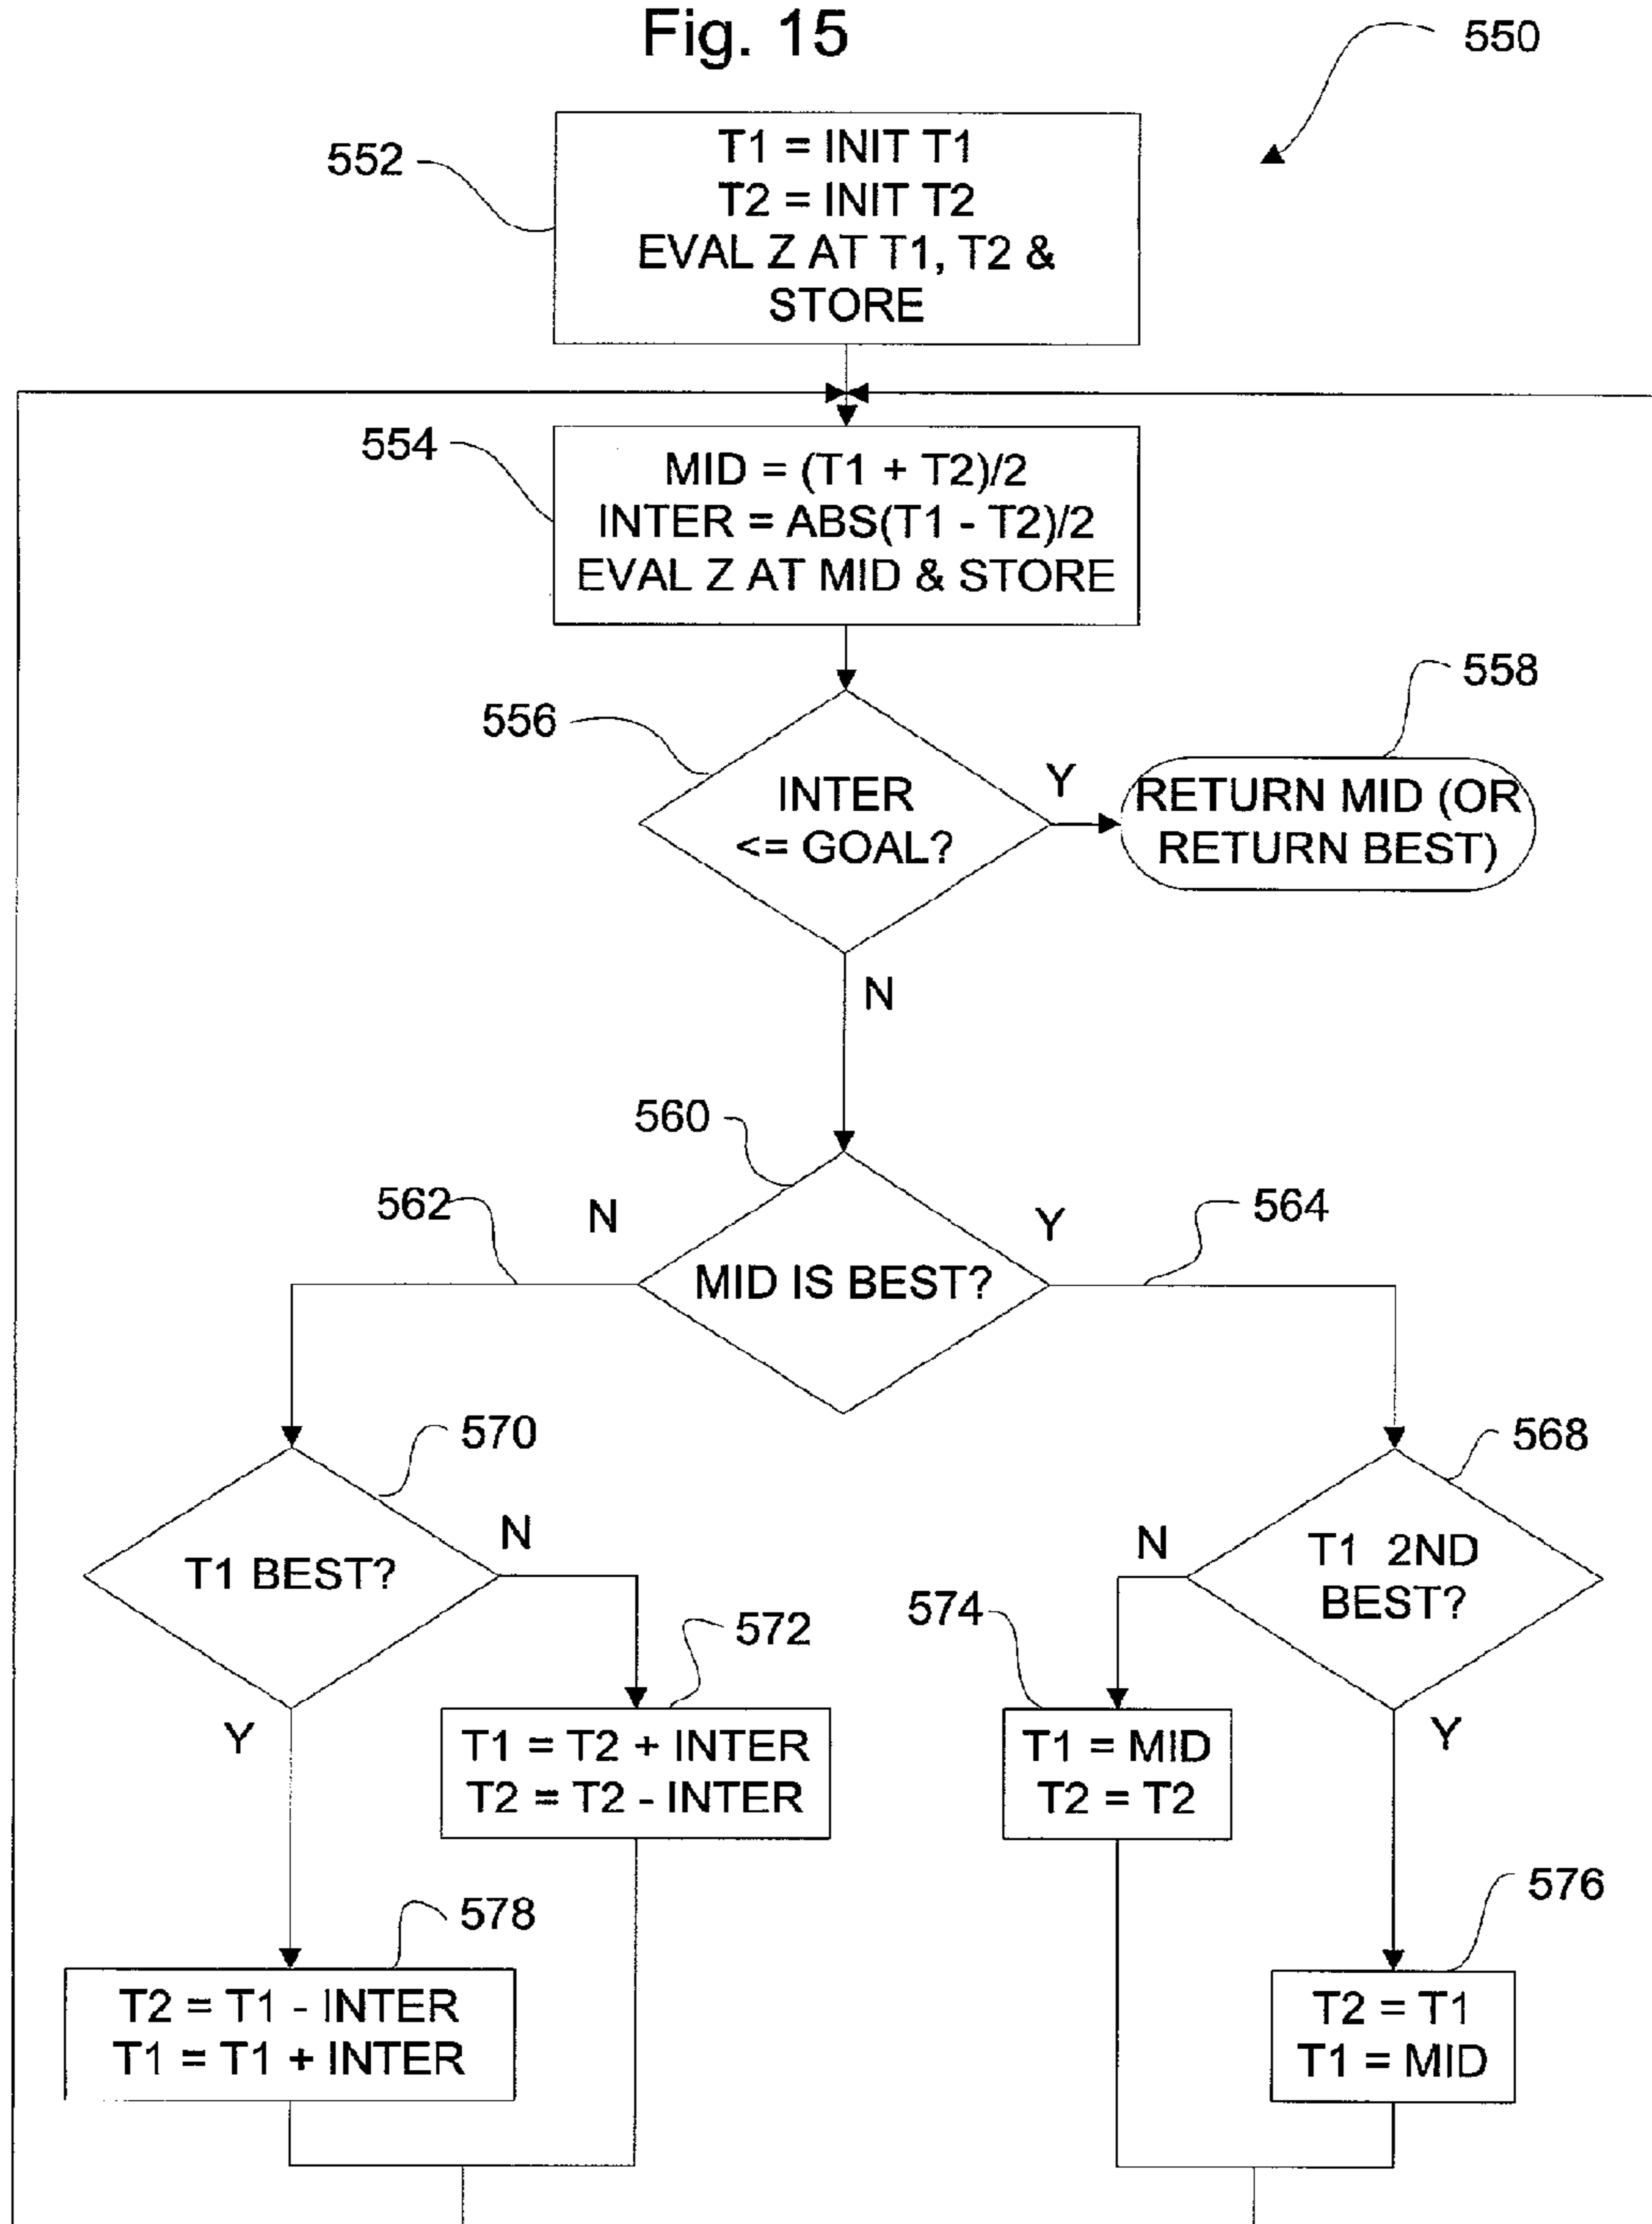 Fig. 15
550
552
T1 = INIT T1
T2 = INIT T2
EVAL Z AT T1, T2 &
STORE
554
MID = (T1 + T2)/2
INTER = ABS(T1 - T2)/2
EVAL Z AT MID & STORE
556
INTER
<= GOAL?
Y
558
RETURN MID (OR
RETURN BEST)
N
560
562
N
MID IS BEST?
Y
564
570
T1 BEST?
N
Y
568
T1 2ND
BEST?
N
Y
572
T1 = T2 + INTER
T2 = T2 - INTER
574
T1 = MID
T2 = T2
578
T2 = T1 - INTER
T1 = T1 + INTER
576
T2 = T1
T1 = MID